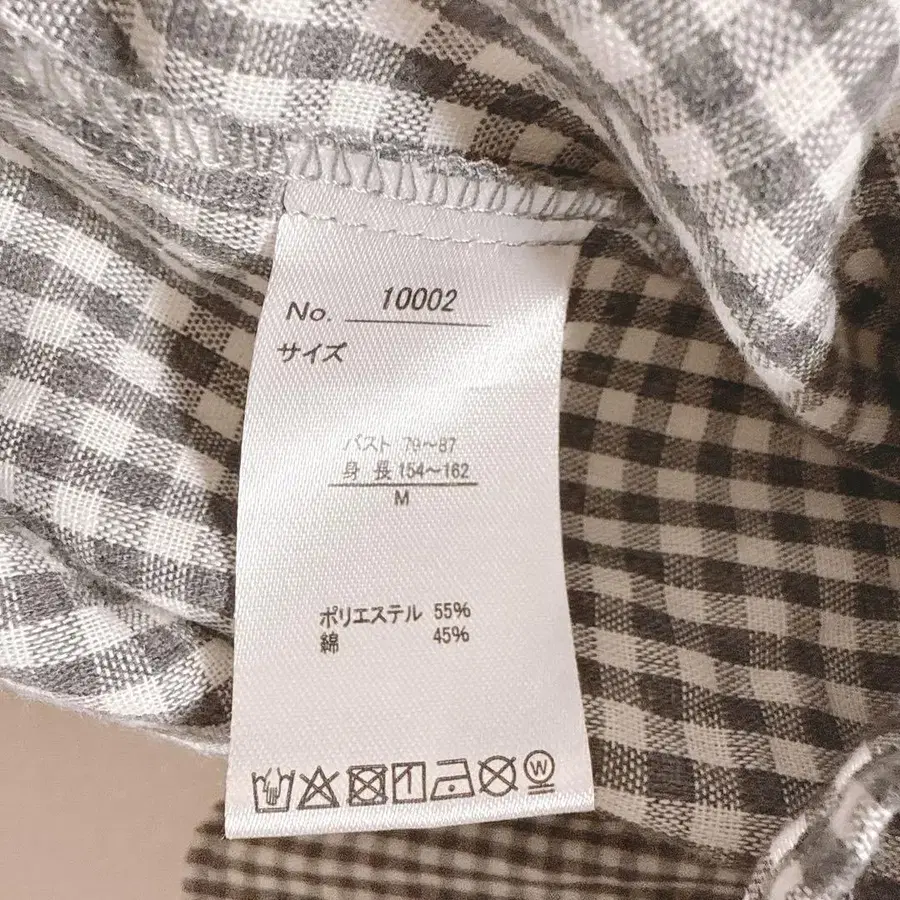 No. 10002
サイズ
バスト 79〜87
身長 154〜162
M
ポリエステル 55%
綿 45%
W